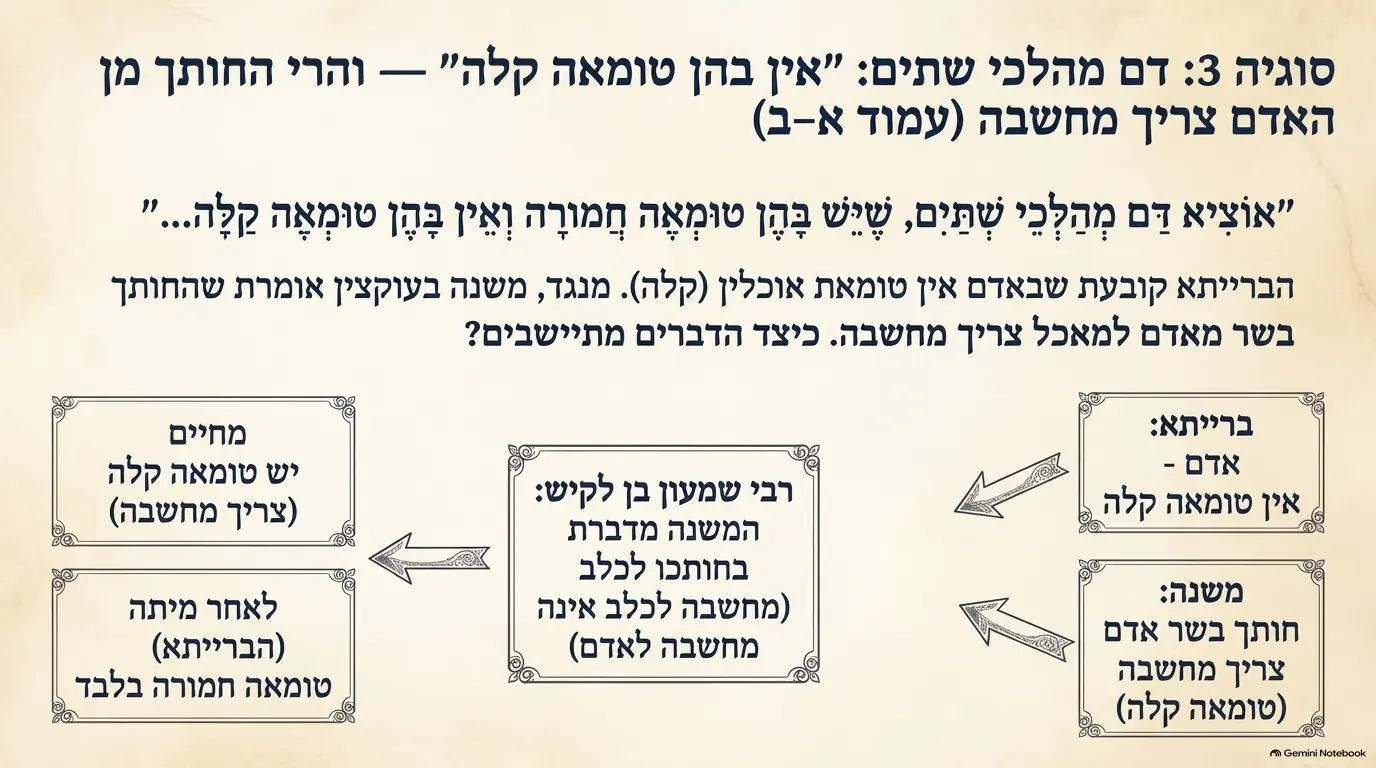 סוגיה 3: דם מהלכי שתים: "אין בהן טומאה קלה" — והרי החותך מן
האדם צריך מחשבה (עמוד א–ב)
"אוֹצִיא דַּם מְהַלְּכֵי שְׁתַּיִם, שֶׁיֵּשׁ בָּהֶן טוּמְאָה חֲמוּרָה וְאֵין בָּהֶן טוּמְאָה קַלָּה..."
הברייתא קובעת שבאדם אין טומאת אוכלין (קלה). מנגד, משנה בעוקצין אומרת שהחותך
בשר מאדם למאכל צריך מחשבה. כיצד הדברים מתיישבים?
ברייתא:
אדם -
אין טומאה קלה
משנה:
חותך בשר אדם
צריך מחשבה
(טומאה קלה)
רבי שמעון בן לקיש:
המשנה מדברת
בחותכו לכלב
(מחשבה לכלב אינה
מחשבה לאדם)
מחיים
יש טומאה קלה
(צריך מחשבה)
לאחר מיתה
(הברייתא)
טומאה חמורה בלבד
Gemini Notebook